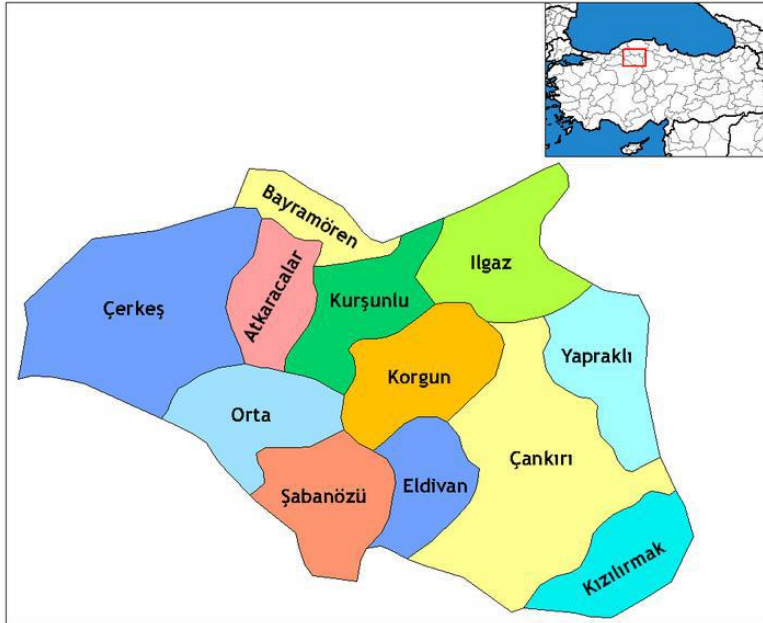 Bayramören
Ilgaz
Çerkeş
Atkaracalar
Kurşunlu
Yapraklı
Korgun
Orta
Çankırı
Şabanözü
Eldivan
Kızılırmak